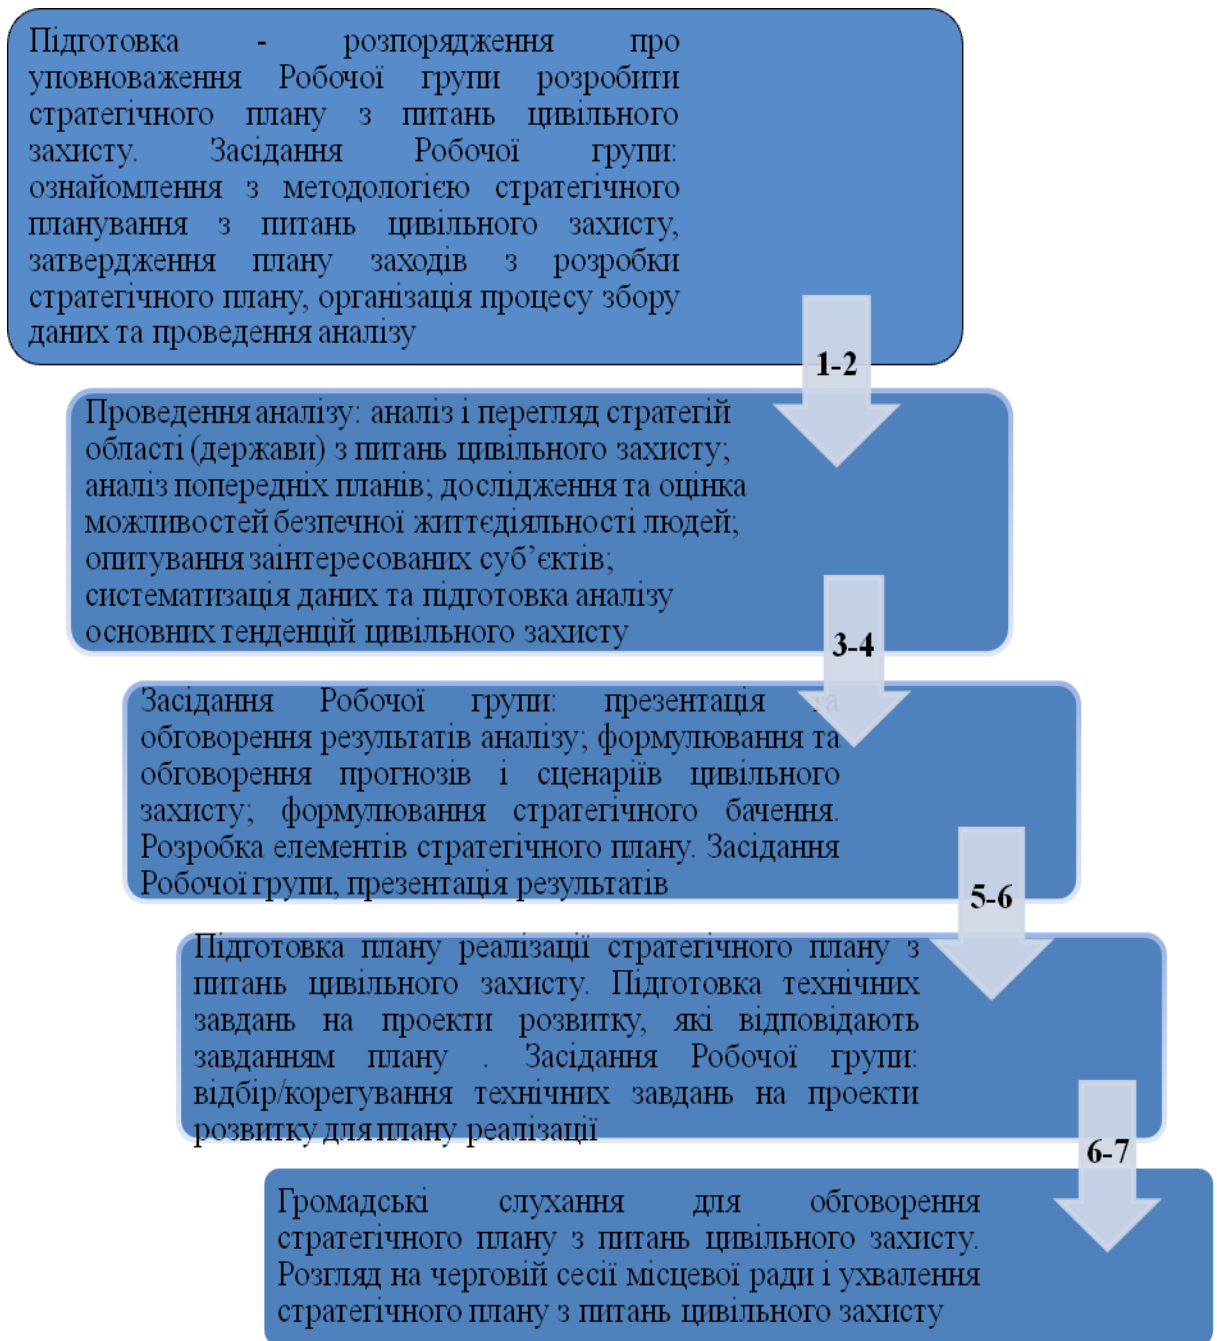 Підготовка - розпорядження про
уповноваження Робочої групи розробити
стратегічного плану з питань цивільного
захисту. Засідання Робочої групи:
ознайомлення з методологією стратегічного
планування з питань цивільного захисту,
затвердження плану заходів з розробки
стратегічного плану, організація процесу збору
даних та проведення аналізу
1-2
Проведення аналізу: аналіз і перегляд стратегій
області (держави) з питань цивільного захисту;
аналіз попередніх планів; дослідження та оцінка
можливостей безпечної життєдіяльності людей;
опитування заінтересованих суб’єктів;
систематизація даних та підготовка аналізу
основних тенденцій цивільного захисту
3-4
Засідання Робочої групи: презентація та
обговорення результатів аналізу; формулювання та
обговорення прогнозів і сценаріїв цивільного
захисту; формулювання стратегічного бачення.
Розробка елементів стратегічного плану. Засідання
Робочої групи, презентація результатів
5-6
Підготовка плану реалізації стратегічного плану з
питань цивільного захисту. Підготовка технічних
завдань на проекти розвитку, які відповідають
завданням плану . Засідання Робочої групи:
відбір/корегування технічних завдань на проекти
розвитку для плану реалізації
6-7
Громадські слухання для обговорення
стратегічного плану з питань цивільного захисту.
Розгляд на черговій сесії місцевої ради і ухвалення
стратегічного плану з питань цивільного захисту